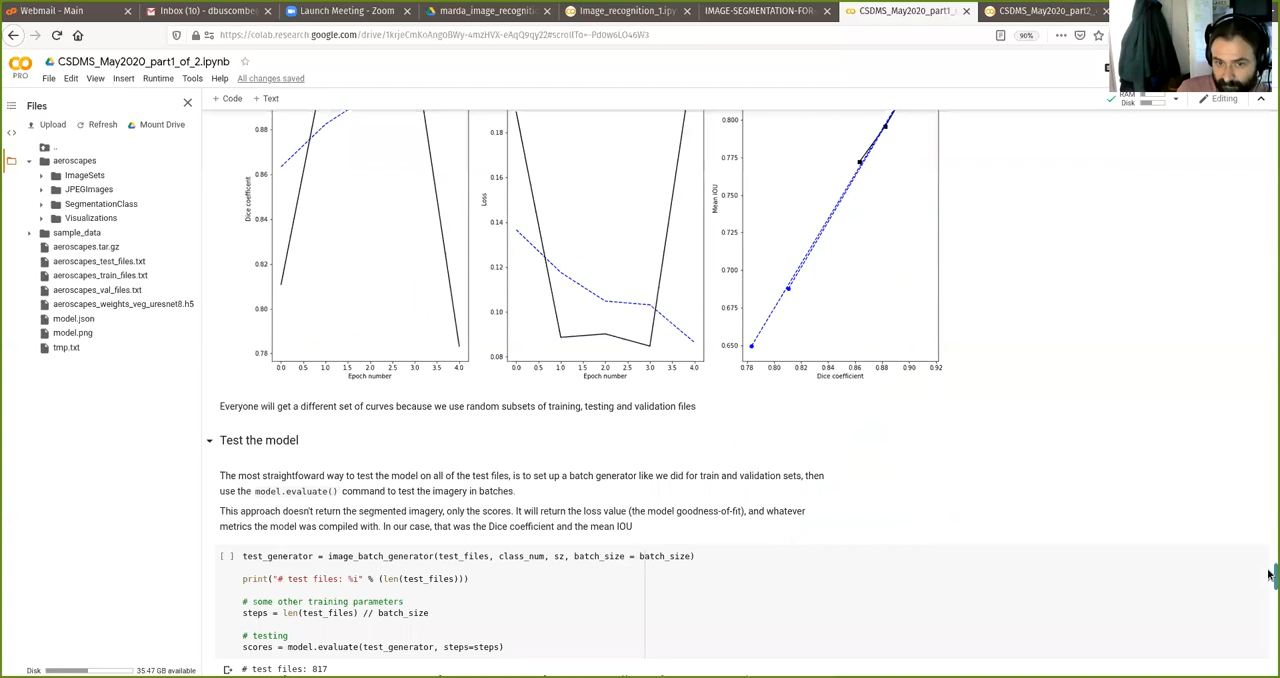 Webmail - Main
Inbox (10) - dbuscombe
Launch Meeting - Zoom
marda_image_recogniti
Image_recognition_1.ipy
IMAGE-SEGMENTATION-FOR-
CSDMS_May2020_part1_
CSDMS_May2020_part2_
90%
CO
PRO
CSDMS_May2020_part1_of_2.ipynb
File Edit View Insert Runtime Tools Help All changes saved
Files
Upload Refresh Mount Drive
+ Code + Text
RAM
Disk
Editing
..
aeroscapes
ImageSets
JPEGImages
SegmentationClass
Visualizations
sample_data
aeroscapes.tar.gz
aeroscapes_test_files.txt
aeroscapes_train_files.txt
aeroscapes_val_files.txt
aeroscapes_weights_veg_uresnet8.h5
model.json
model.png
tmp.txt
Disk 35.47 GB available
0.88
0.86
0.84
0.82
0.80
0.78
Dice coefficient
0.0 0.5 1.0 1.5 2.0 2.5 3.0 3.5 4.0
Epoch number
0.18
0.16
0.14
0.12
0.10
0.08
Loss
0.0 0.5 1.0 1.5 2.0 2.5 3.0 3.5 4.0
Epoch number
0.800
0.775
0.750
0.725
0.700
0.675
0.650
Mean IOU
0.78 0.80 0.82 0.84 0.86 0.88 0.90 0.92
Dice coefficient
Everyone will get a different set of curves because we use random subsets of training, testing and validation files
Test the model
The most straightfoward way to test the model on all of the test files, is to set up a batch generator like we did for train and validation sets, then
use the model.evaluate() command to test the imagery in batches.
This approach doesn't return the segmented imagery, only the scores. It will return the loss value (the model goodness-of-fit), and whatever
metrics the model was compiled with. In our case, that was the Dice coefficient and the mean IOU
[ ] test_generator = image_batch_generator(test_files, class_num, sz, batch_size = batch_size)
print("# test files: %i" % (len(test_files)))
# some other training parameters
steps = len(test_files) // batch_size
# testing
scores = model.evaluate(test_generator, steps=steps)
# test files: 817